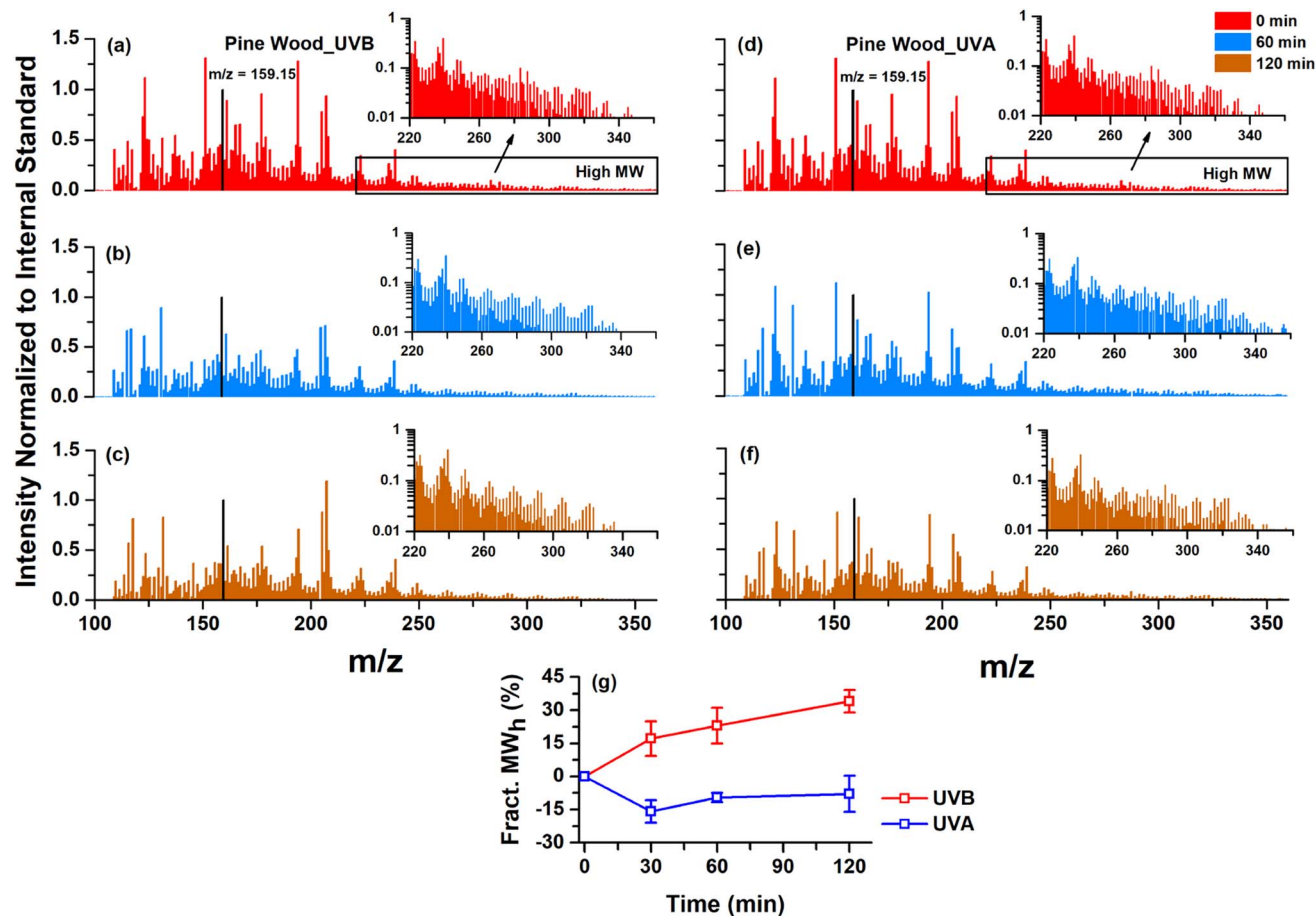 Intensity Normalized to Internal Standard
(a)
Pine Wood_UVB
m/z = 159.15
1.5
1.0
0.5
0.0
1
0.1
0.01
220 260 300 340
High MW
(d)
Pine Wood_UVA
m/z = 159.15
1
0.1
0.01
220 260 300 340
High MW
0 min
60 min
120 min
(b)
1.5
1.0
0.5
0.0
1
0.1
0.01
220 260 300 340
(e)
1
0.1
0.01
220 260 300 340
(c)
1.5
1.0
0.5
0.0
1
0.1
0.01
220 260 300 340
100 150 200 250 300 350
m/z
(f)
1
0.1
0.01
220 260 300 340
100 150 200 250 300 350
m/z
(g)
Fract. MWh (%)
45
30
15
0
-15
-30
0 30 60 90 120
Time (min)
UVB
UVA